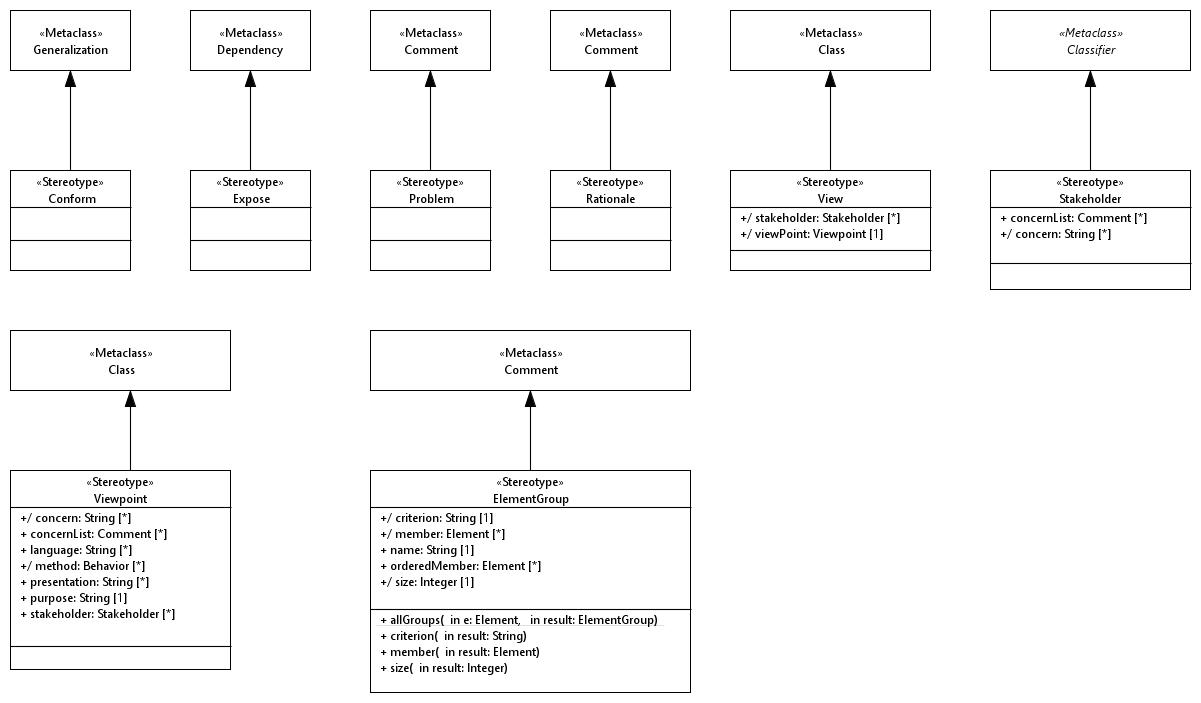 «Metaclass»
Generalization
«Metaclass»
Dependency
«Metaclass»
Comment
«Metaclass»
Comment
«Metaclass»
Class
«Metaclass»
Classifier
«Stereotype»
Conform
«Stereotype»
Expose
«Stereotype»
Problem
«Stereotype»
Rationale
«Stereotype»
View
+/ stakeholder: Stakeholder [*]
+/ viewPoint: Viewpoint [1]
«Stereotype»
Stakeholder
+ concernList: Comment [*]
+/ concern: String [*]
«Metaclass»
Class
«Metaclass»
Comment
«Stereotype»
Viewpoint
+/ concern: String [*]
+ concernList: Comment [*]
+ language: String [*]
+/ method: Behavior [*]
+ presentation: String [*]
+ purpose: String [1]
+ stakeholder: Stakeholder [*]
«Stereotype»
ElementGroup
+/ criterion: String [1]
+/ member: Element [*]
+ name: String [1]
+ orderedMember: Element [*]
+/ size: Integer [1]
+ allGroups(  in e: Element,   in result: ElementGroup)
+ criterion(  in result: String)
+ member(  in result: Element)
+ size(  in result: Integer)